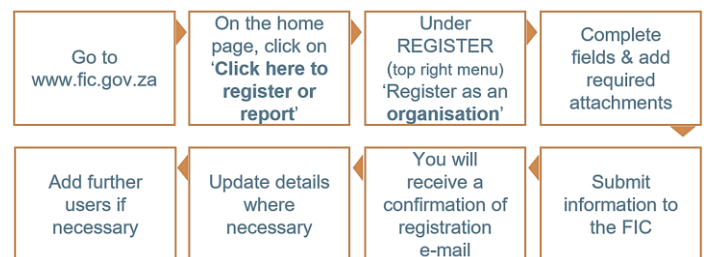 Go to
www.fic.gov.za
On the home
page, click on
‘Click here to
register or
report’
Under
REGISTER
(top right menu)
‘Register as an
organisation’
Complete
fields & add
required
attachments
Submit
information to
the FIC
You will
receive a
confirmation of
registration
e-mail
Update details
where
necessary
Add further
users if
necessary